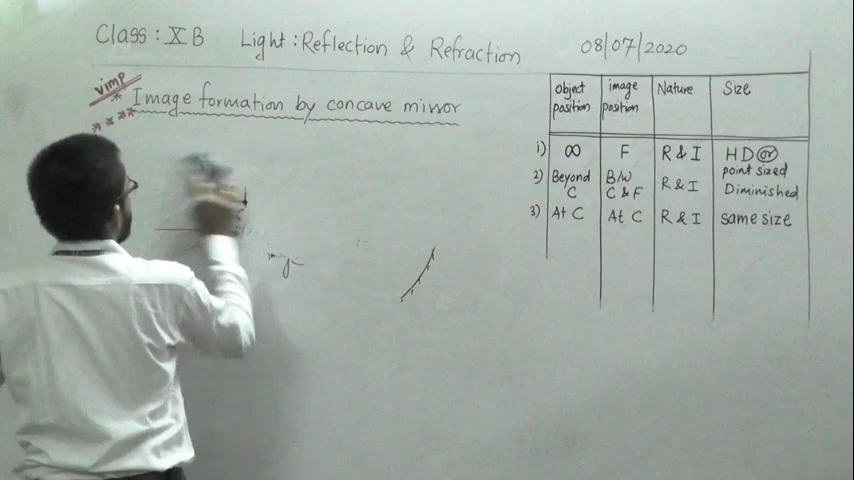 Class : X B Light : Reflection & Refraction 08/07/2020
Vimp
* Image formation by concave mirror
****
object position | image position | Nature | Size
1) ∞ | F | R & I | HD or point sized
2) Beyond C | B/w C & F | R & I | Diminished
3) At C | At C | R & I | same size